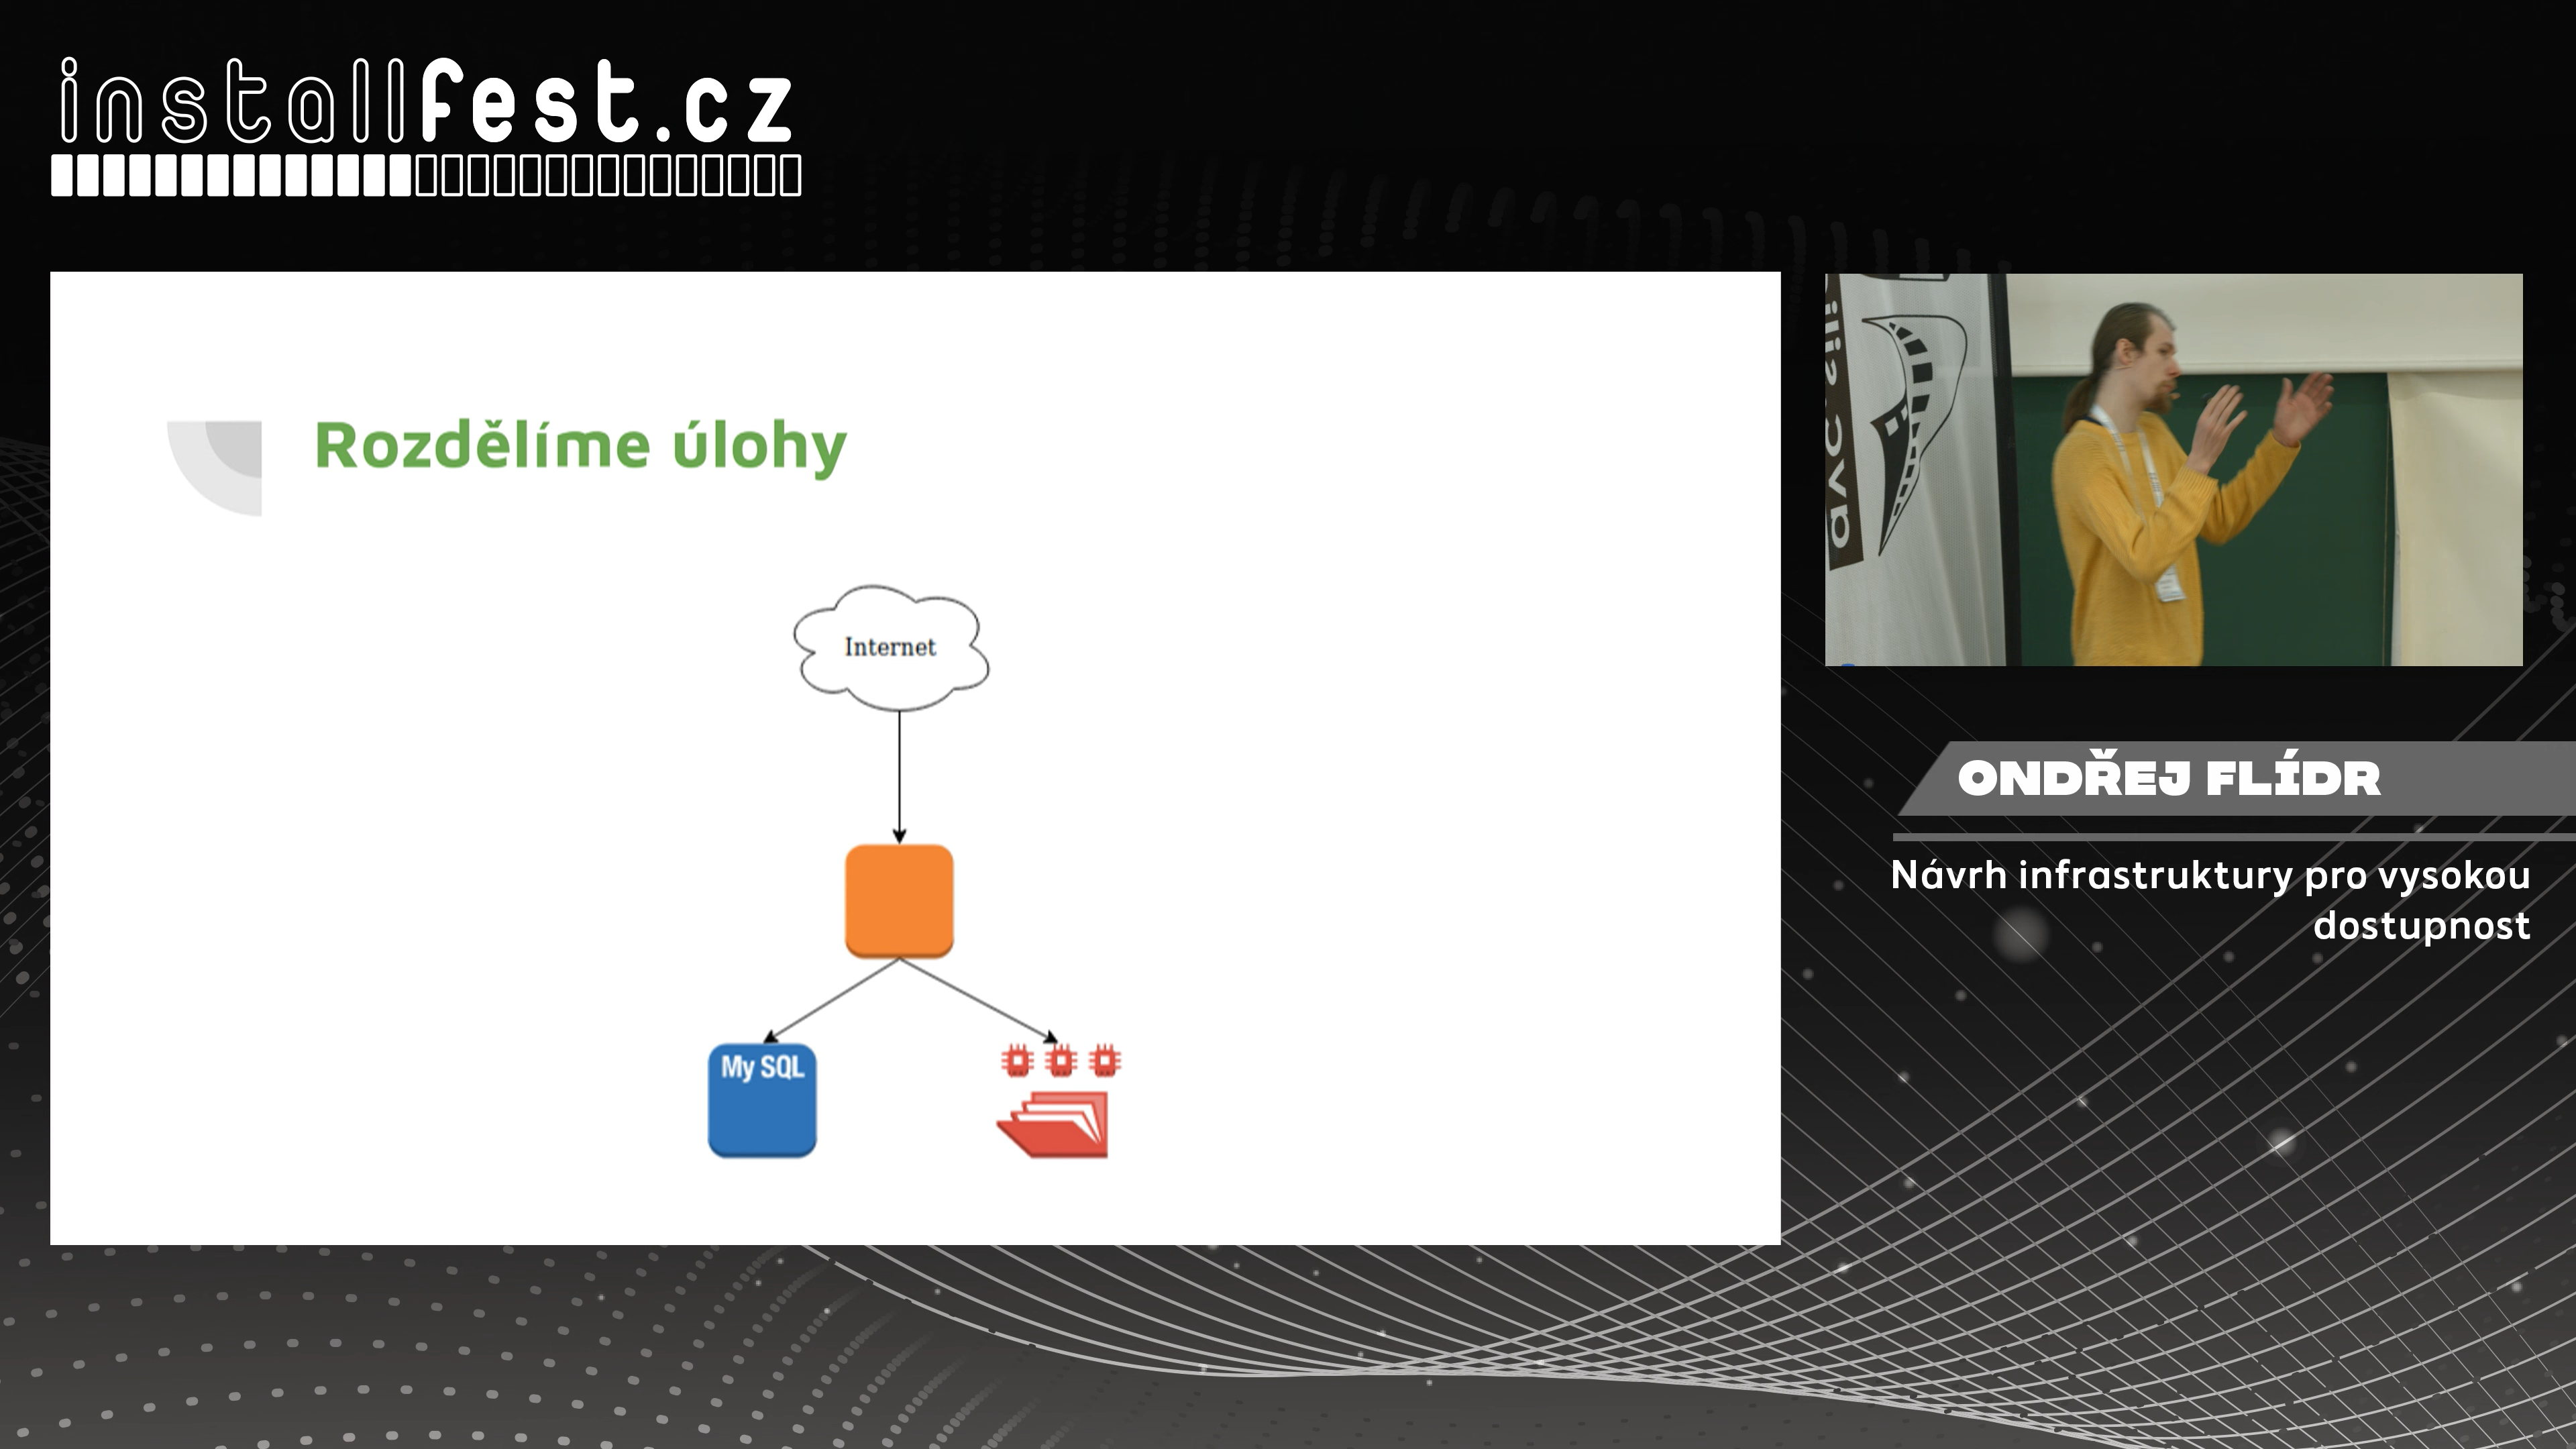 installfest.cz
Rozdělíme úlohy
Internet
My SQL
ONDŘEJ FLÍDR
Návrh infrastruktury pro vysokou
dostupnost